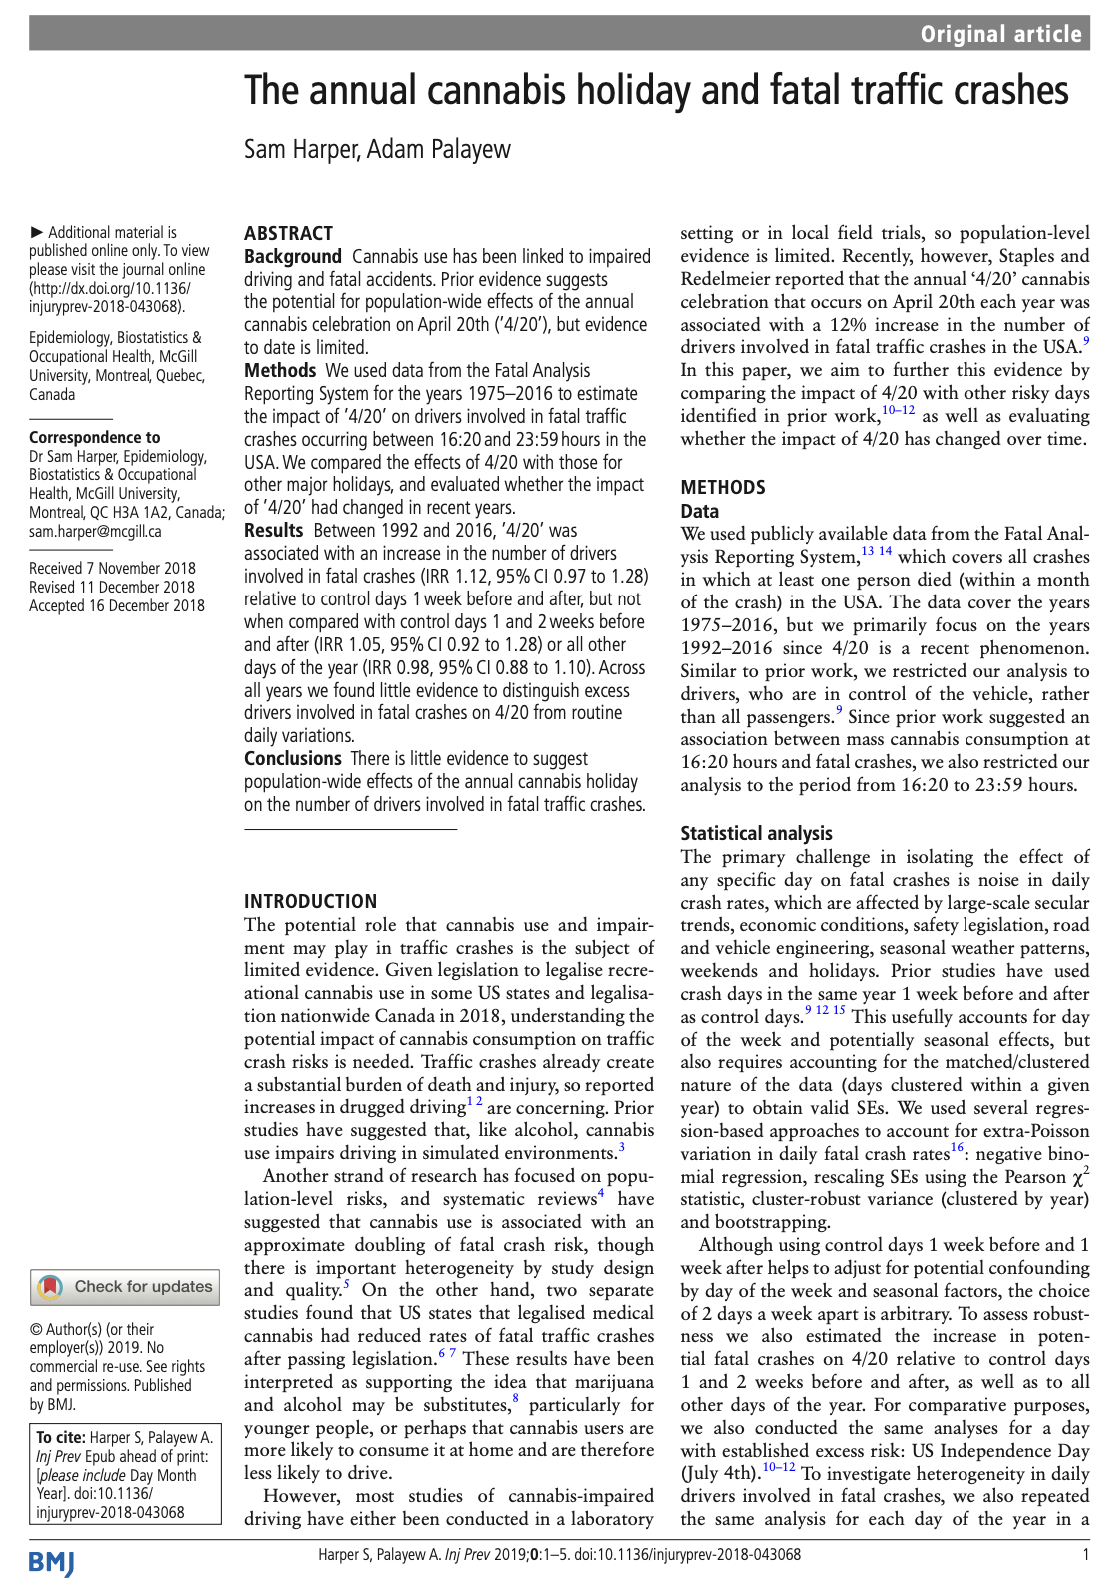 Original article
The annual cannabis holiday and fatal traffic crashes
Sam Harper, Adam Palayew
► Additional material is
published online only. To view
please visit the journal online
(http://dx.doi.org/10.1136/
injuryprev-2018-043068).
Epidemiology, Biostatistics &
Occupational Health, McGill
University, Montreal, Quebec,
Canada
Correspondence to
Dr Sam Harper, Epidemiology,
Biostatistics & Occupational
Health, McGill University,
Montreal, QC H3A 1A2, Canada;
sam.harper@mcgill.ca
Received 7 November 2018
Revised 11 December 2018
Accepted 16 December 2018
Check for updates
© Author(s) (or their
employer(s)) 2019. No
commercial re-use. See rights
and permissions. Published
by BMJ.
To cite: Harper S, Palayew A.
Inj Prev Epub ahead of print:
[please include Day Month
Year]. doi:10.1136/
injuryprev-2018-043068
ABSTRACT
Background Cannabis use has been linked to impaired
driving and fatal accidents. Prior evidence suggests
the potential for population-wide effects of the annual
cannabis celebration on April 20th ('4/20'), but evidence
to date is limited.
Methods We used data from the Fatal Analysis
Reporting System for the years 1975–2016 to estimate
the impact of '4/20' on drivers involved in fatal traffic
crashes occurring between 16:20 and 23:59 hours in the
USA. We compared the effects of 4/20 with those for
other major holidays, and evaluated whether the impact
of '4/20' had changed in recent years.
Results Between 1992 and 2016, '4/20' was
associated with an increase in the number of drivers
involved in fatal crashes (IRR 1.12, 95% CI 0.97 to 1.28)
relative to control days 1 week before and after, but not
when compared with control days 1 and 2 weeks before
and after (IRR 1.05, 95% CI 0.92 to 1.28) or all other
days of the year (IRR 0.98, 95% CI 0.88 to 1.10). Across
all years we found little evidence to distinguish excess
drivers involved in fatal crashes on 4/20 from routine
daily variations.
Conclusions There is little evidence to suggest
population-wide effects of the annual cannabis holiday
on the number of drivers involved in fatal traffic crashes.
INTRODUCTION
The potential role that cannabis use and impair-
ment may play in traffic crashes is the subject of
limited evidence. Given legislation to legalise recre-
ational cannabis use in some US states and legalisa-
tion nationwide Canada in 2018, understanding the
potential impact of cannabis consumption on traffic
crash risks is needed. Traffic crashes already create
a substantial burden of death and injury, so reported
increases in drugged driving1 2 are concerning. Prior
studies have suggested that, like alcohol, cannabis
use impairs driving in simulated environments.3
Another strand of research has focused on popu-
lation-level risks, and systematic reviews4 have
suggested that cannabis use is associated with an
approximate doubling of fatal crash risk, though
there is important heterogeneity by study design
and quality.5 On the other hand, two separate
studies found that US states that legalised medical
cannabis had reduced rates of fatal traffic crashes
after passing legislation.6 7 These results have been
interpreted as supporting the idea that marijuana
and alcohol may be substitutes,8 particularly for
younger people, or perhaps that cannabis users are
more likely to consume it at home and are therefore
less likely to drive.
However, most studies of cannabis-impaired
driving have either been conducted in a laboratory
setting or in local field trials, so population-level
evidence is limited. Recently, however, Staples and
Redelmeier reported that the annual '4/20' cannabis
celebration that occurs on April 20th each year was
associated with a 12% increase in the number of
drivers involved in fatal traffic crashes in the USA.9
In this paper, we aim to further this evidence by
comparing the impact of 4/20 with other risky days
identified in prior work,10–12 as well as evaluating
whether the impact of 4/20 has changed over time.
METHODS
Data
We used publicly available data from the Fatal Anal-
ysis Reporting System,13 14 which covers all crashes
in which at least one person died (within a month
of the crash) in the USA. The data cover the years
1975–2016, but we primarily focus on the years
1992–2016 since 4/20 is a recent phenomenon.
Similar to prior work, we restricted our analysis to
drivers, who are in control of the vehicle, rather
than all passengers.9 Since prior work suggested an
association between mass cannabis consumption at
16:20 hours and fatal crashes, we also restricted our
analysis to the period from 16:20 to 23:59 hours.
Statistical analysis
The primary challenge in isolating the effect of
any specific day on fatal crashes is noise in daily
crash rates, which are affected by large-scale secular
trends, economic conditions, safety legislation, road
and vehicle engineering, seasonal weather patterns,
weekends and holidays. Prior studies have used
crash days in the same year 1 week before and after
as control days.9 12 15 This usefully accounts for day
of the week and potentially seasonal effects, but
also requires accounting for the matched/clustered
nature of the data (days clustered within a given
year) to obtain valid SEs. We used several regres-
sion-based approaches to account for extra-Poisson
variation in daily fatal crash rates16: negative bino-
mial regression, rescaling SEs using the Pearson χ2
statistic, cluster-robust variance (clustered by year)
and bootstrapping.
Although using control days 1 week before and 1
week after helps to adjust for potential confounding
by day of the week and seasonal factors, the choice
of 2 days a week apart is arbitrary. To assess robust-
ness we also estimated the increase in poten-
tial fatal crashes on 4/20 relative to control days
1 and 2 weeks before and after, as well as to all
other days of the year. For comparative purposes,
we also conducted the same analyses for a day
with established excess risk: US Independence Day
(July 4th).10–12 To investigate heterogeneity in daily
drivers involved in fatal crashes, we also repeated
the same analysis for each day of the year in a
BMJ
Harper S, Palayew A. Inj Prev 2019;0:1–5. doi:10.1136/injuryprev-2018-043068
1